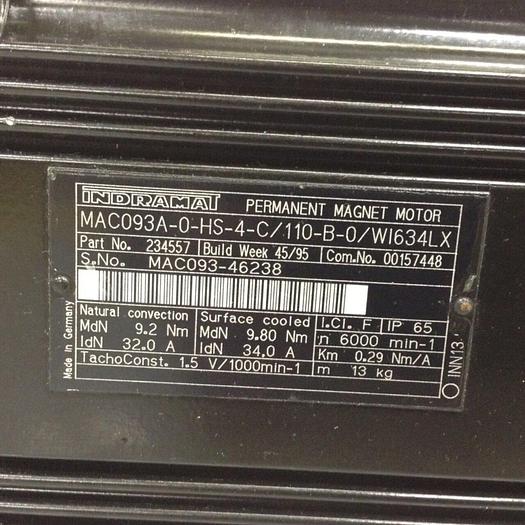 INDRAMAT PERMANENT MAGNET MOTOR
MAC093A-0-HS-4-C/110-B-0/WI634LX
Part No. 234557 Build Week 45/95 Com.No. 00157448
S.No. MAC093-46238
Natural convection
MdN 9.2 Nm
IdN 32.0 A
Surface cooled
MdN 9.80 Nm
IdN 34.0 A
I.Cl. F IP 65
n 6000 min-1
Km 0.29 Nm/A
TachoConst. 1.5 V/1000min-1
m 13 kg
Made in Germany
INN13